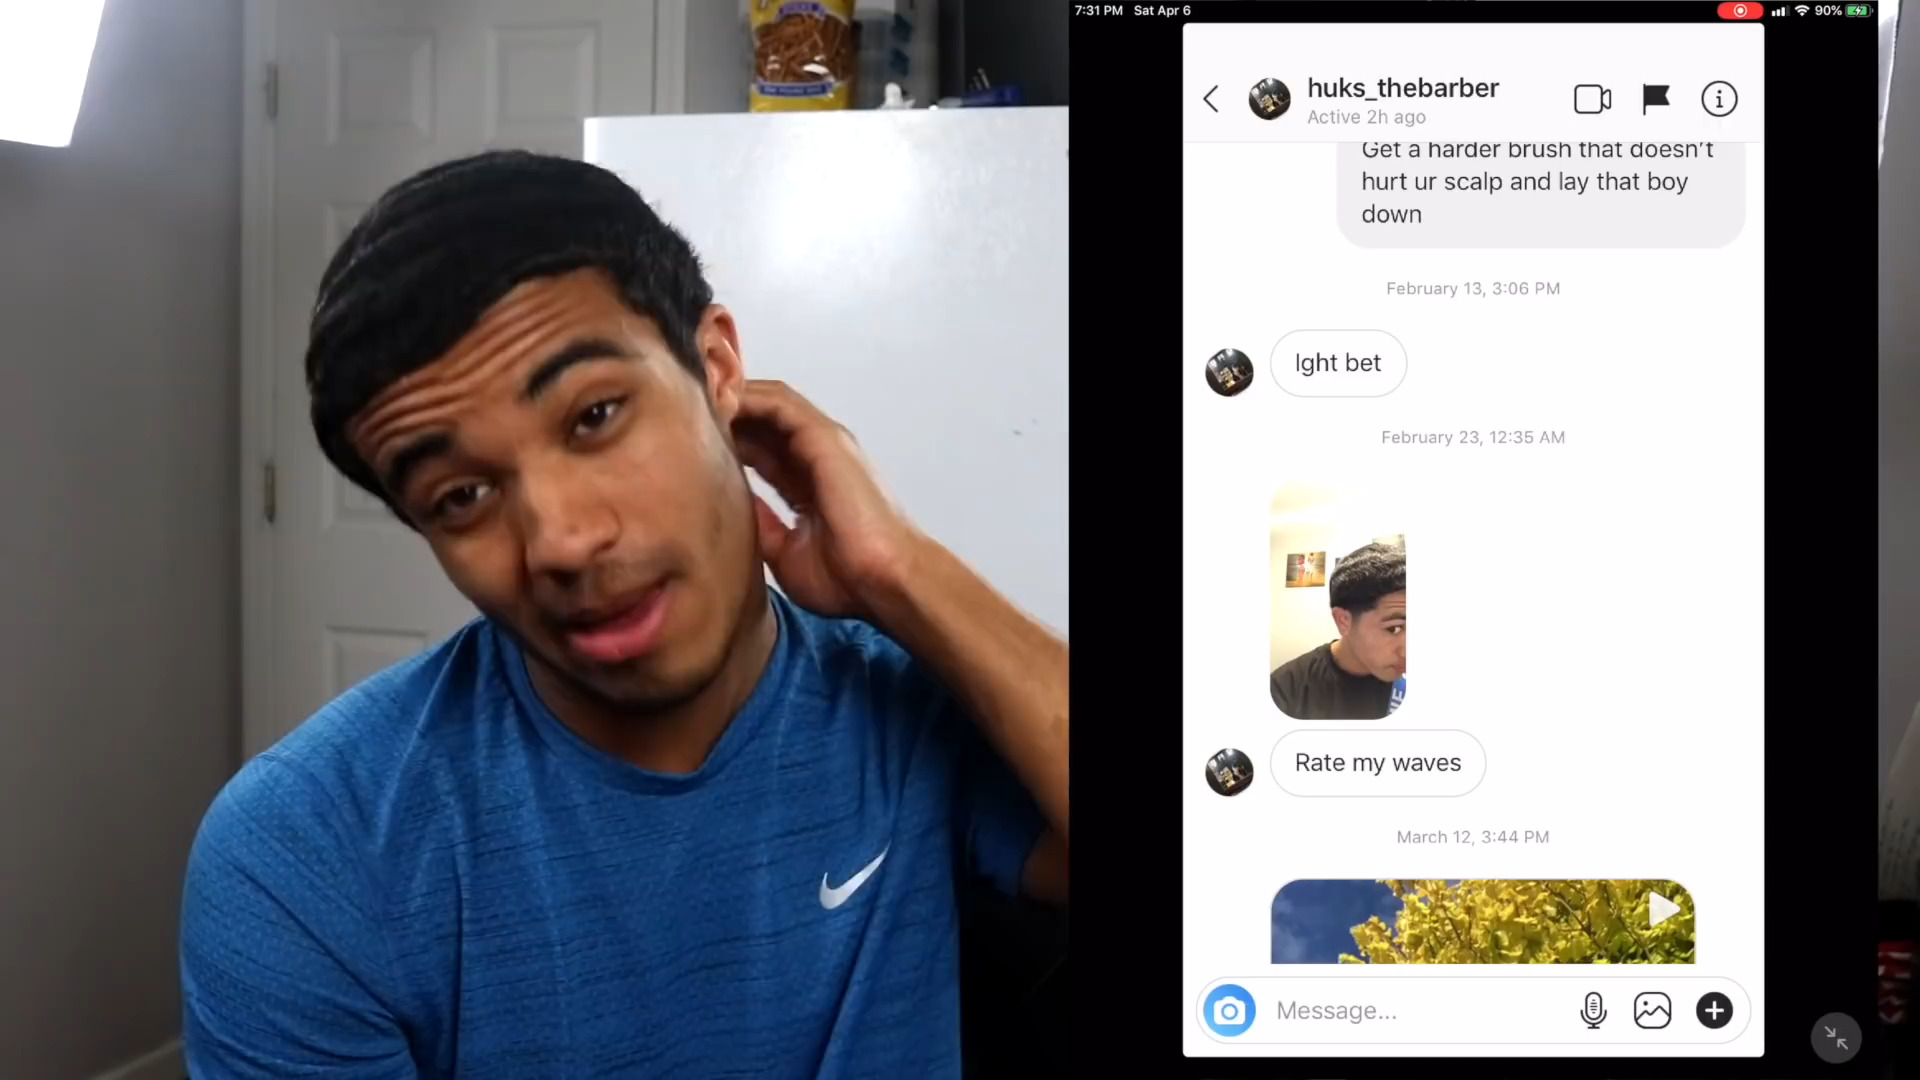 7:31 PM Sat Apr 6
90%
huks_thebarber
Active 2h ago
Get a harder brush that doesn't
hurt ur scalp and lay that boy
down
February 13, 3:06 PM
Ight bet
February 23, 12:35 AM
Rate my waves
March 12, 3:44 PM
Message...